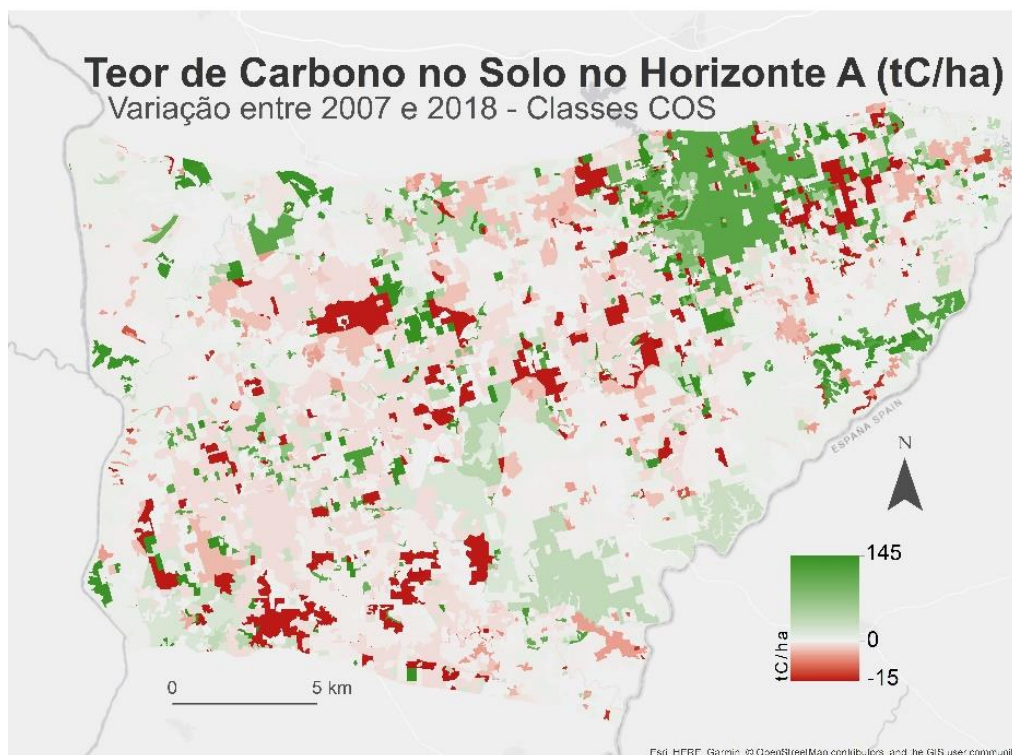 Teor de Carbono no Solo no Horizonte A (tC/ha)
Variação entre 2007 e 2018 - Classes COS
ESPAÑA SPAIN
N
145
0
-15
tC/ha
0 5 km
Esri, HERE, Garmin, © OpenStreetMap contributors, and the GIS user communi